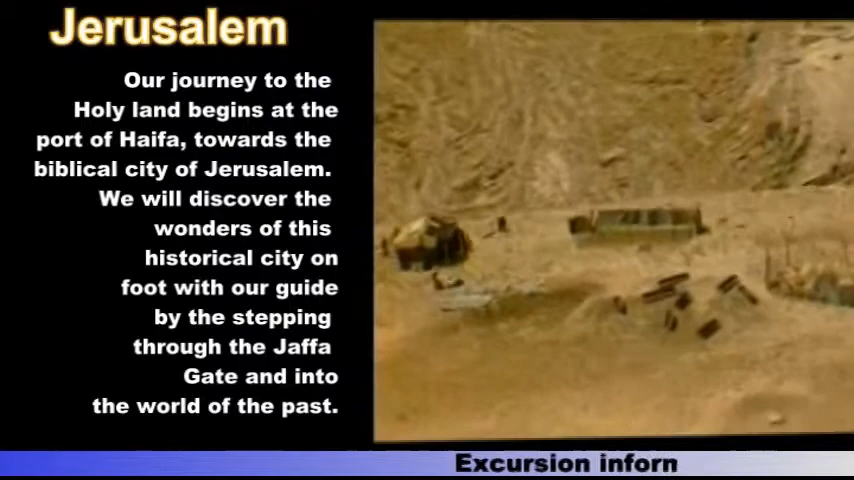 Jerusalem
Our journey to the
Holy land begins at the
port of Haifa, towards the
biblical city of Jerusalem.
We will discover the
wonders of this
historical city on
foot with our guide
by the stepping
through the Jaffa
Gate and into
the world of the past.
Excursion inforn